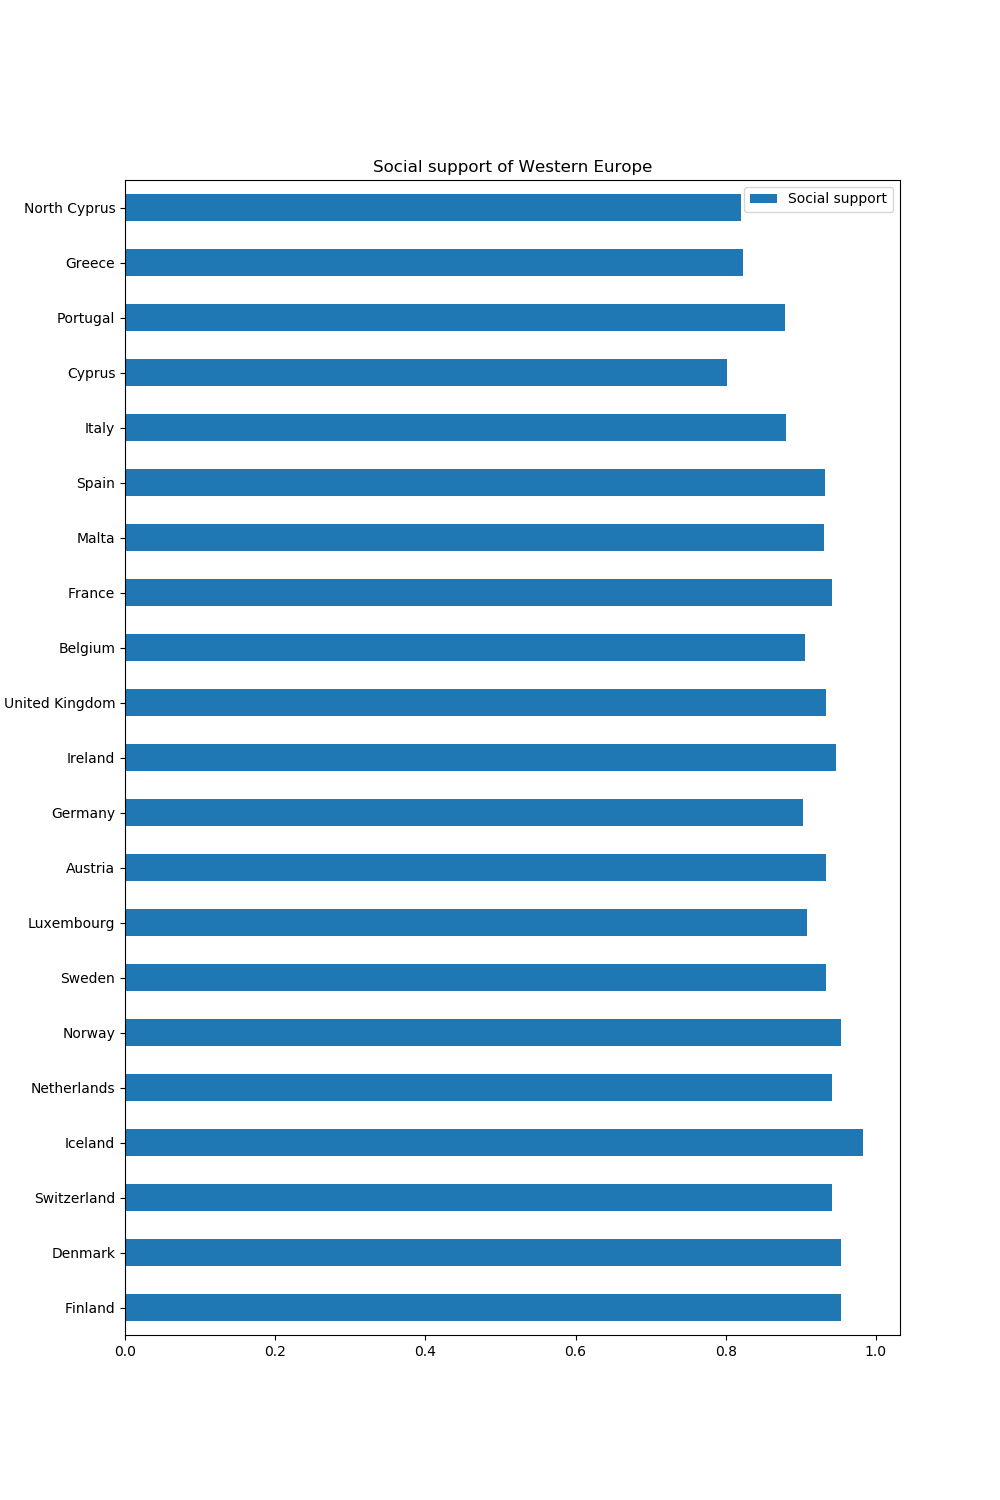 Social support of Western Europe
Social support
North Cyprus
Greece
Portugal
Cyprus
Italy
Spain
Malta
France
Belgium
United Kingdom
Ireland
Germany
Austria
Luxembourg
Sweden
Norway
Netherlands
Iceland
Switzerland
Denmark
Finland
0.0 0.2 0.4 0.6 0.8 1.0